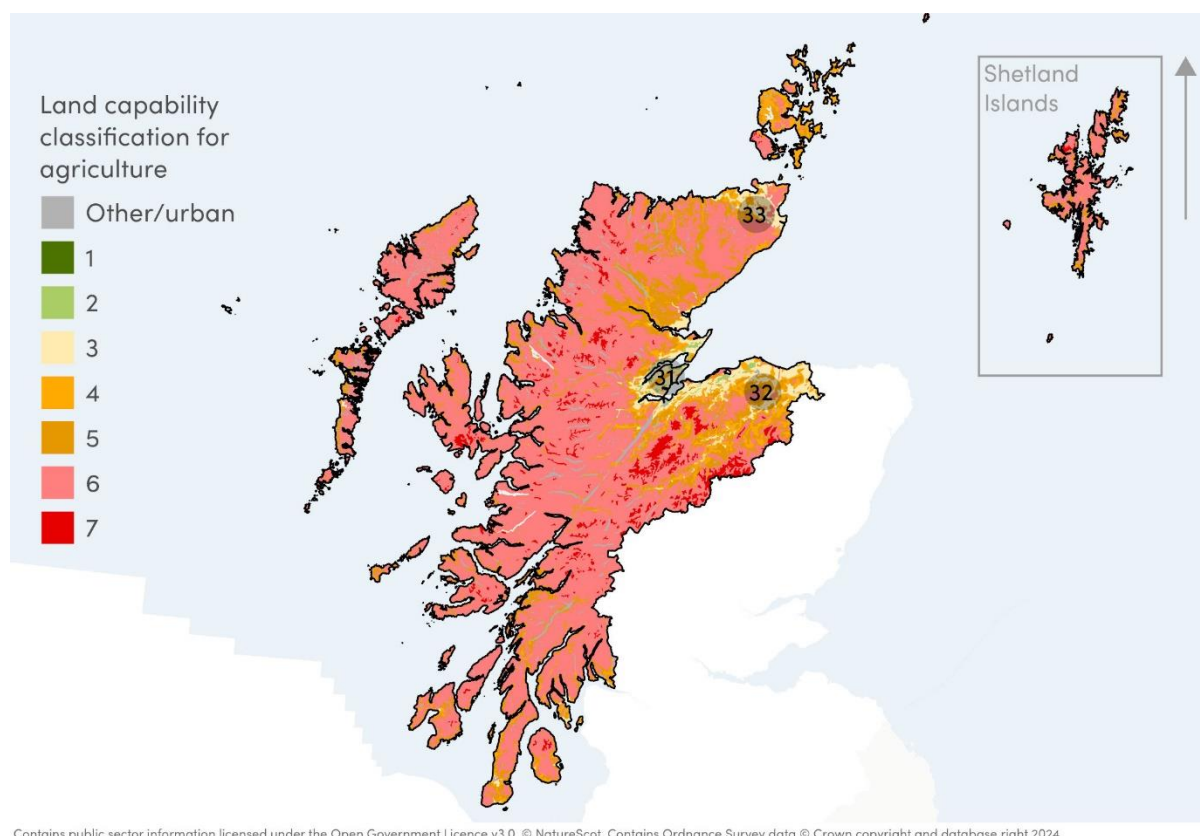 Land capability
classification for
agriculture
Other/urban
1
2
3
4
5
6
7
Shetland
Islands
33
31
32
Contains public sector information licensed under the Open Government Licence v3.0. © NatureScot. Contains Ordnance Survey data © Crown copyright and database right 2024